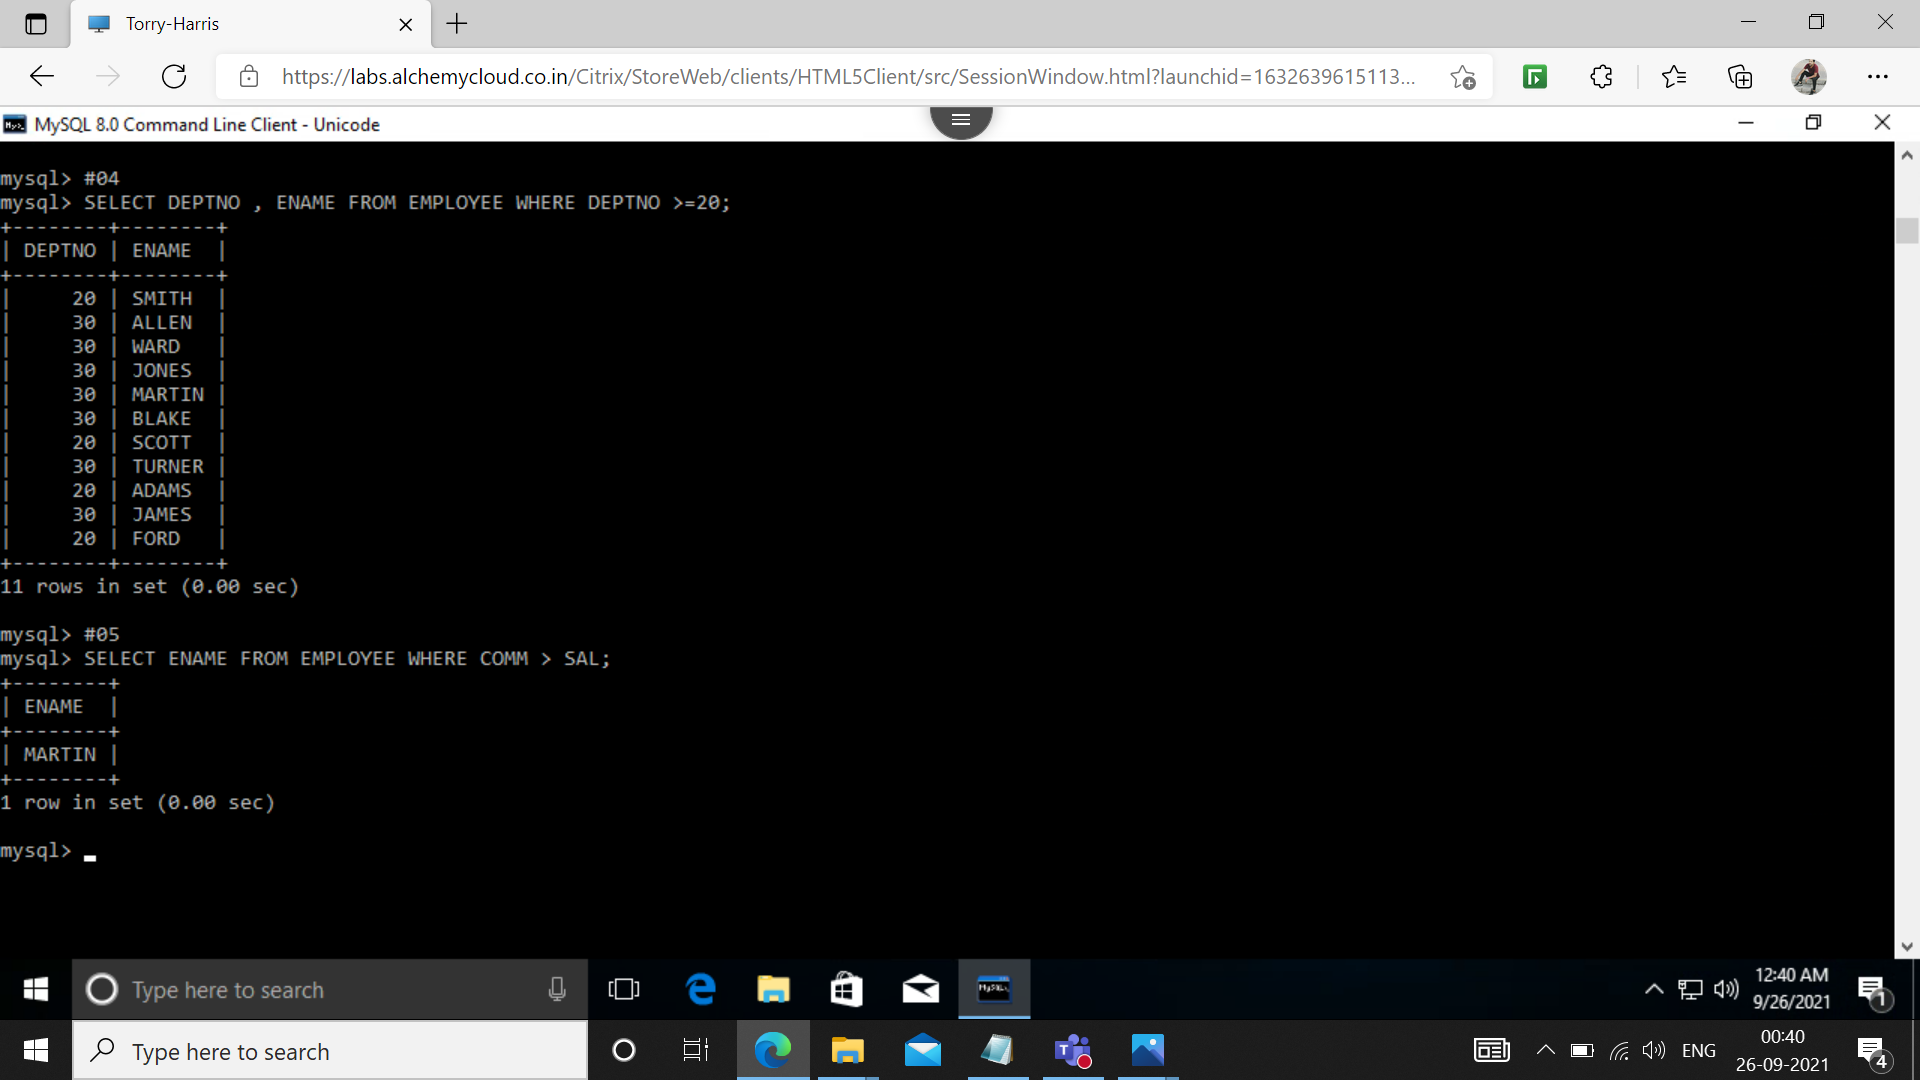 Torry-Harris
https://labs.alchemycloud.co.in/Citrix/StoreWeb/clients/HTML5Client/src/SessionWindow.html?launchid=1632639615113...
MySQL 8.0 Command Line Client - Unicode
mysql> #04
mysql> SELECT DEPTNO , ENAME FROM EMPLOYEE WHERE DEPTNO >=20;
+--------+--------+
| DEPTNO | ENAME  |
+--------+--------+
|     20 | SMITH  |
|     30 | ALLEN  |
|     30 | WARD   |
|     30 | JONES  |
|     30 | MARTIN |
|     30 | BLAKE  |
|     20 | SCOTT  |
|     30 | TURNER |
|     20 | ADAMS  |
|     30 | JAMES  |
|     20 | FORD   |
+--------+--------+
11 rows in set (0.00 sec)
mysql> #05
mysql> SELECT ENAME FROM EMPLOYEE WHERE COMM > SAL;
+--------+
| ENAME  |
+--------+
| MARTIN |
+--------+
1 row in set (0.00 sec)
mysql> 
Type here to search
12:40 AM
9/26/2021
1
Type here to search
ENG
00:40
26-09-2021
4